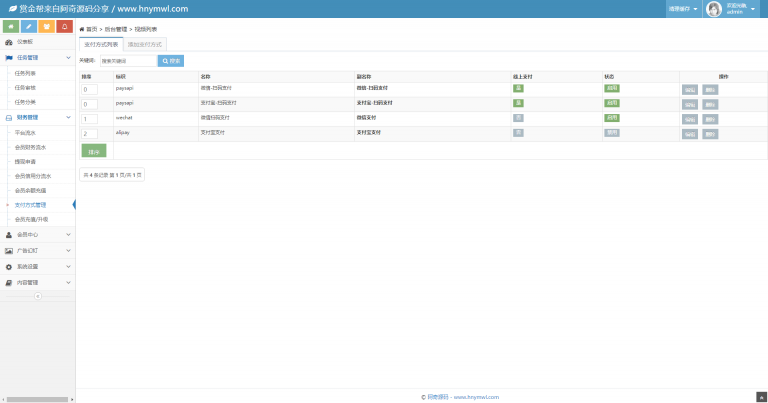 赏金帮来自阿奇源码分享 / www.hnymwl.com
清理缓存
欢迎光临,
admin
首页 > 后台管理 > 视频列表
支付方式列表 添加支付方式
关键词: 搜索关键词 搜索
排序 标识 名称 副名称 线上支付 状态 操作
0 paysapi 微信-扫码支付 微信-扫码支付 是 启用 编辑 删除
0 paysapi 支付宝-扫码支付 支付宝-扫码支付 是 启用 编辑 删除
1 wechat 微信扫码支付 微信支付 否 启用 编辑 删除
2 alipay 支付宝支付 支付宝支付 否 禁用 编辑 删除
排序
共 4 条记录 第 1 页/共 1 页
仪表板
任务管理
任务列表
任务审核
任务分类
财务管理
平台流水
会员财务流水
提现申请
会员信用分流水
会员余额充值
支付方式管理
会员充值/升级
会员中心
广告幻灯
系统设置
内容管理
© 阿奇源码 - www.hnymwl.com